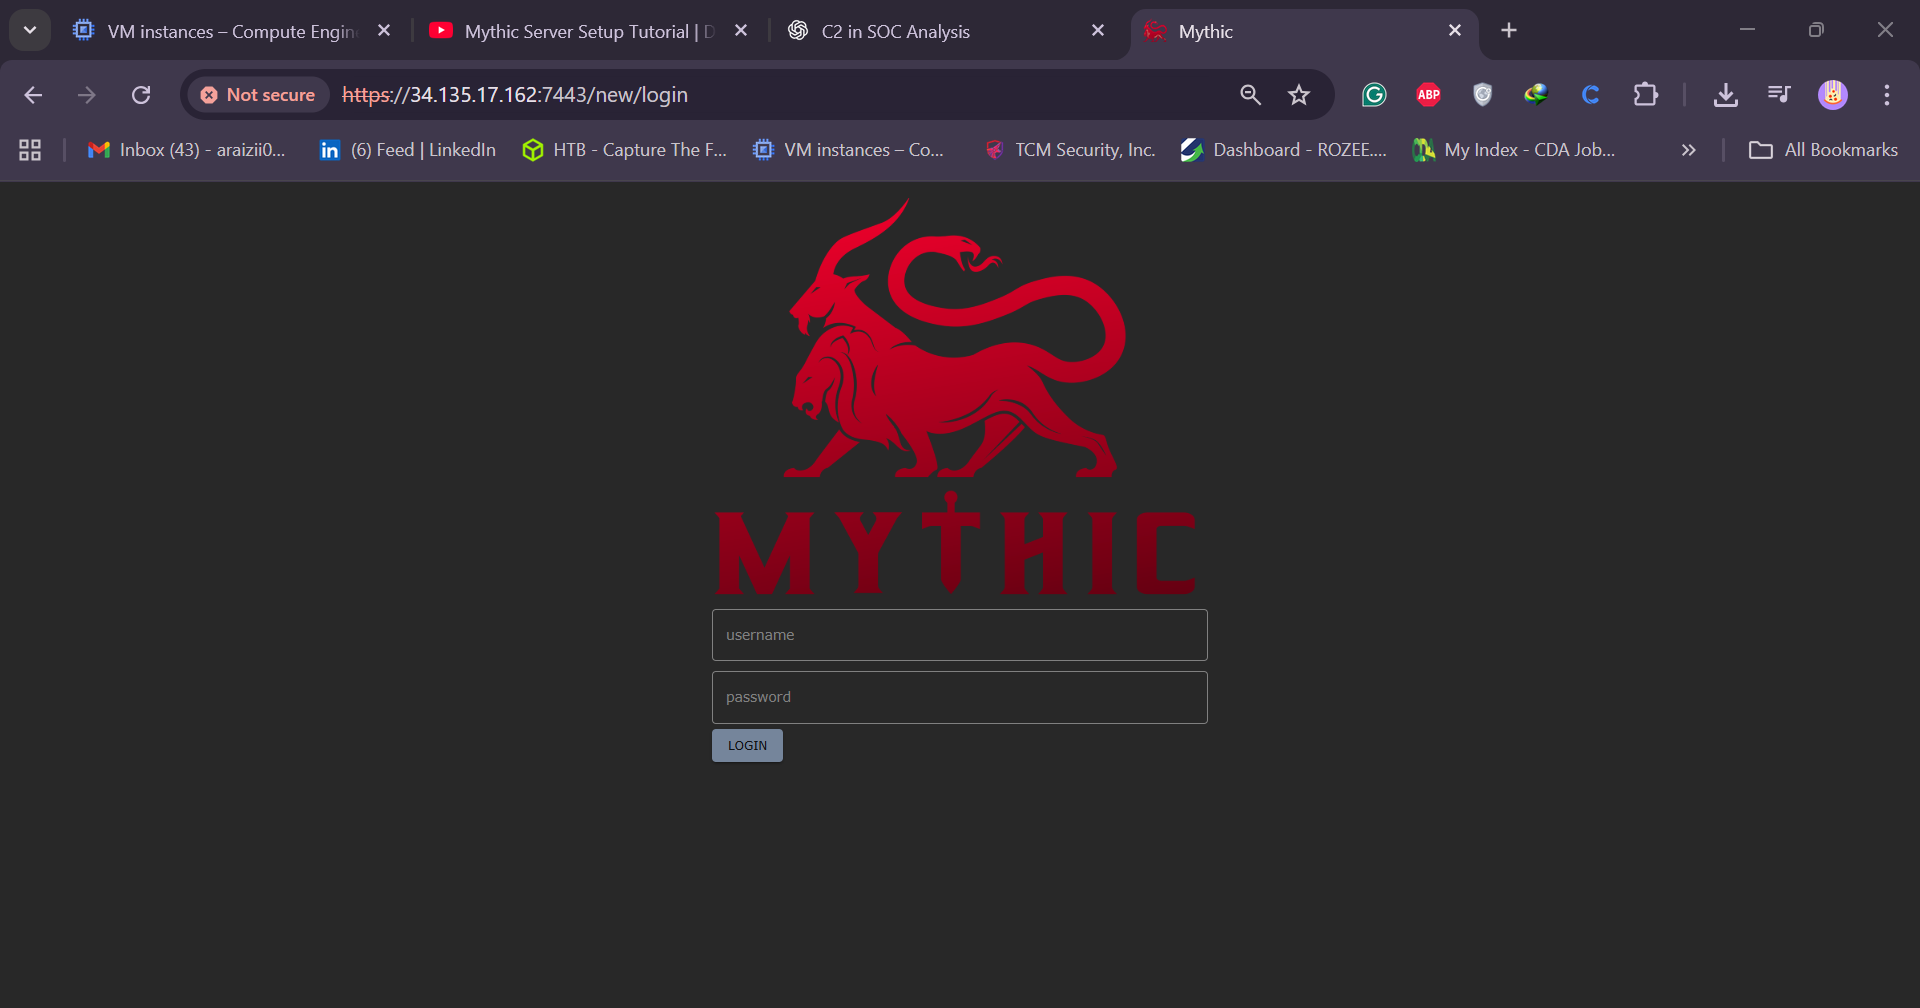 VM instances – Compute Engin
Mythic Server Setup Tutorial | D
C2 in SOC Analysis
Mythic
Not secure
https://34.135.17.162:7443/new/login
ABP
Inbox (43) - araizii0...
(6) Feed | LinkedIn
HTB - Capture The F...
VM instances – Co...
TCM Security, Inc.
Dashboard - ROZEE....
My Index - CDA Job...
All Bookmarks
MYTHIC
username
password
LOGIN